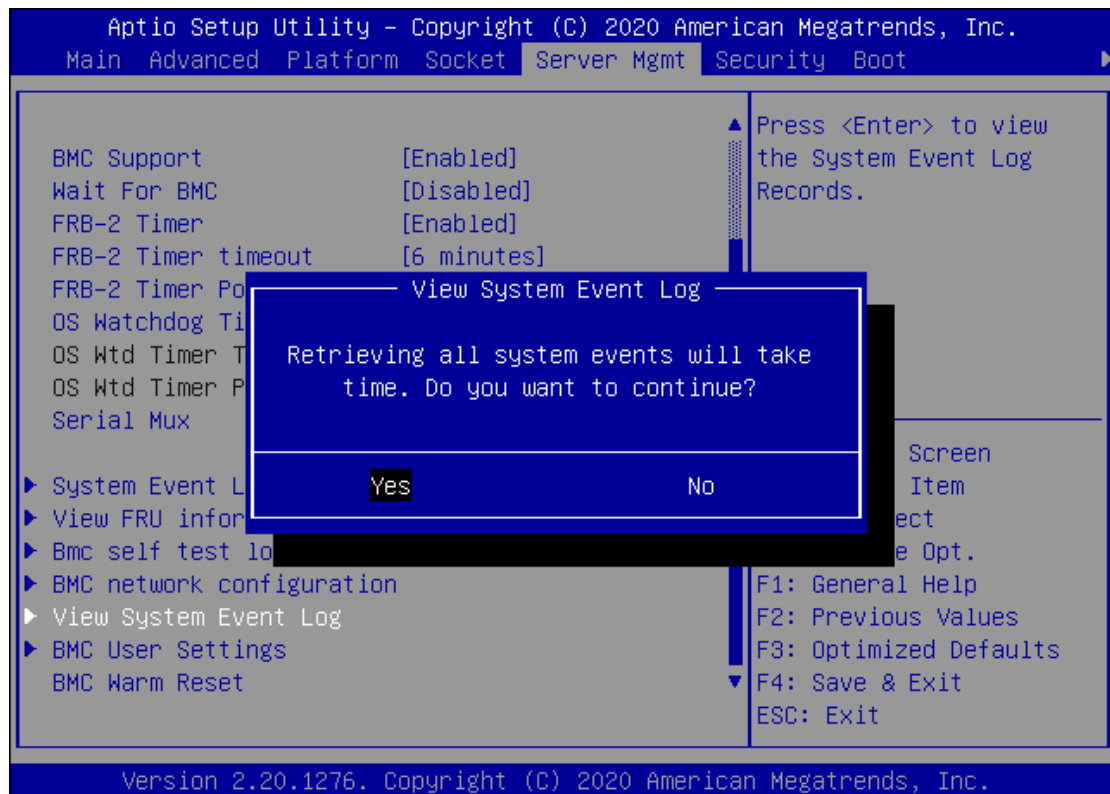 Aptio Setup Utility – Copyright (C) 2020 American Megatrends, Inc.
Main Advanced Platform Socket Server Mgmt Security Boot
BMC Support [Enabled]
Wait For BMC [Disabled]
FRB-2 Timer [Enabled]
FRB-2 Timer timeout [6 minutes]
FRB-2 Timer Po
OS Watchdog Ti
OS Wtd Timer T
OS Wtd Timer P
Serial Mux
System Event L
View FRU infor
Bmc self test lo
BMC network configuration
View System Event Log
BMC User Settings
BMC Warm Reset
View System Event Log
Retrieving all system events will take
time. Do you want to continue?
Yes No
Press <Enter> to view
the System Event Log
Records.
Screen
Item
ect
e Opt.
F1: General Help
F2: Previous Values
F3: Optimized Defaults
F4: Save & Exit
ESC: Exit
Version 2.20.1276. Copyright (C) 2020 American Megatrends, Inc.